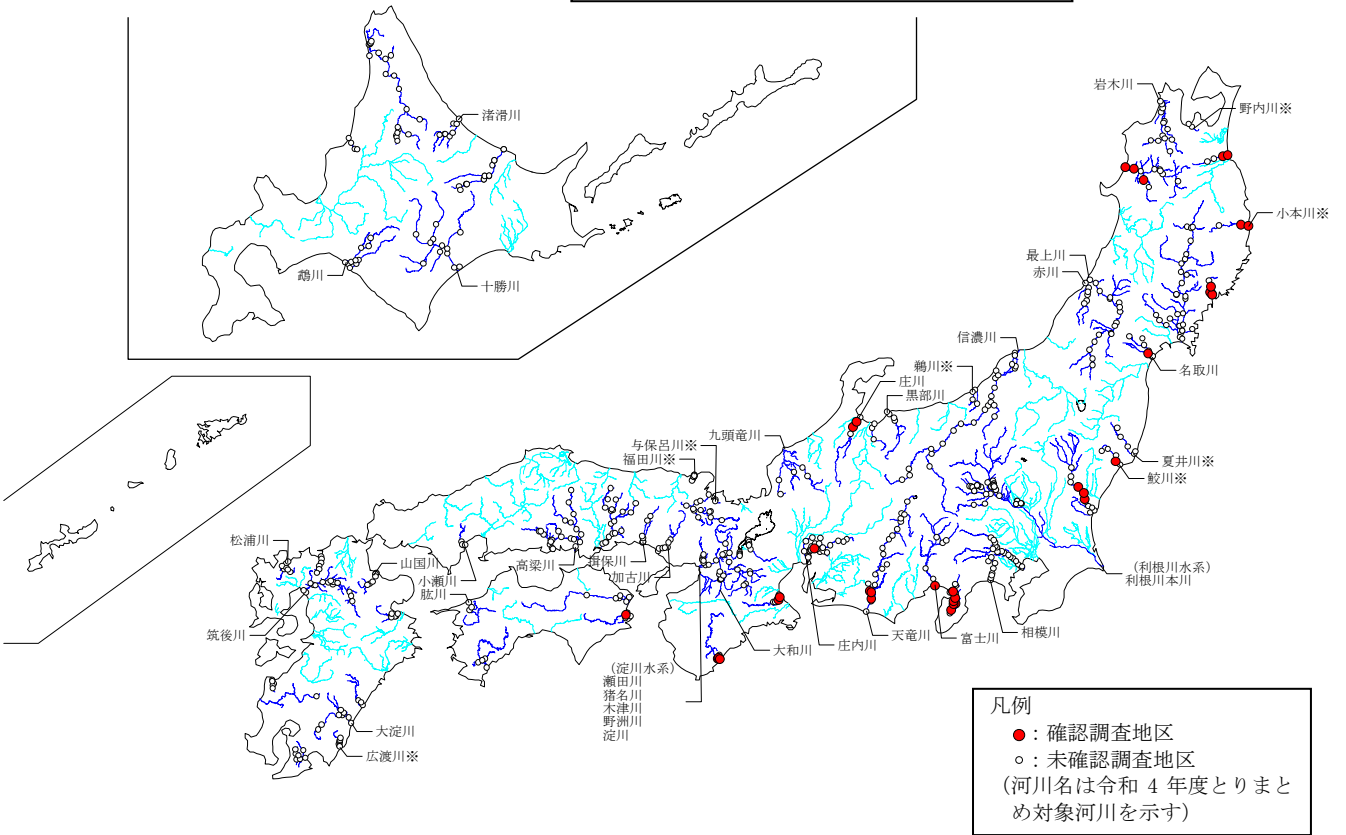 渚滑川
鵡川
十勝川
岩木川
野内川※
小本川※
最上川
赤川
信濃川
名取川
鵜川※
庄川
黒部川
九頭竜川
与保呂川※
福田川※
夏井川※
鮫川※
松浦川
山国川
小瀬川
肱川
高梁川
揖保川
加古川
(利根川水系)
利根川本川
筑後川
大和川
庄内川
天竜川
富士川
相模川
(淀川水系)
瀬田川
猪名川
木津川
野洲川
淀川
大淀川
広渡川※
凡例
●:確認調査地区
○:未確認調査地区
(河川名は令和 4 年度とりまと
め対象河川を示す)